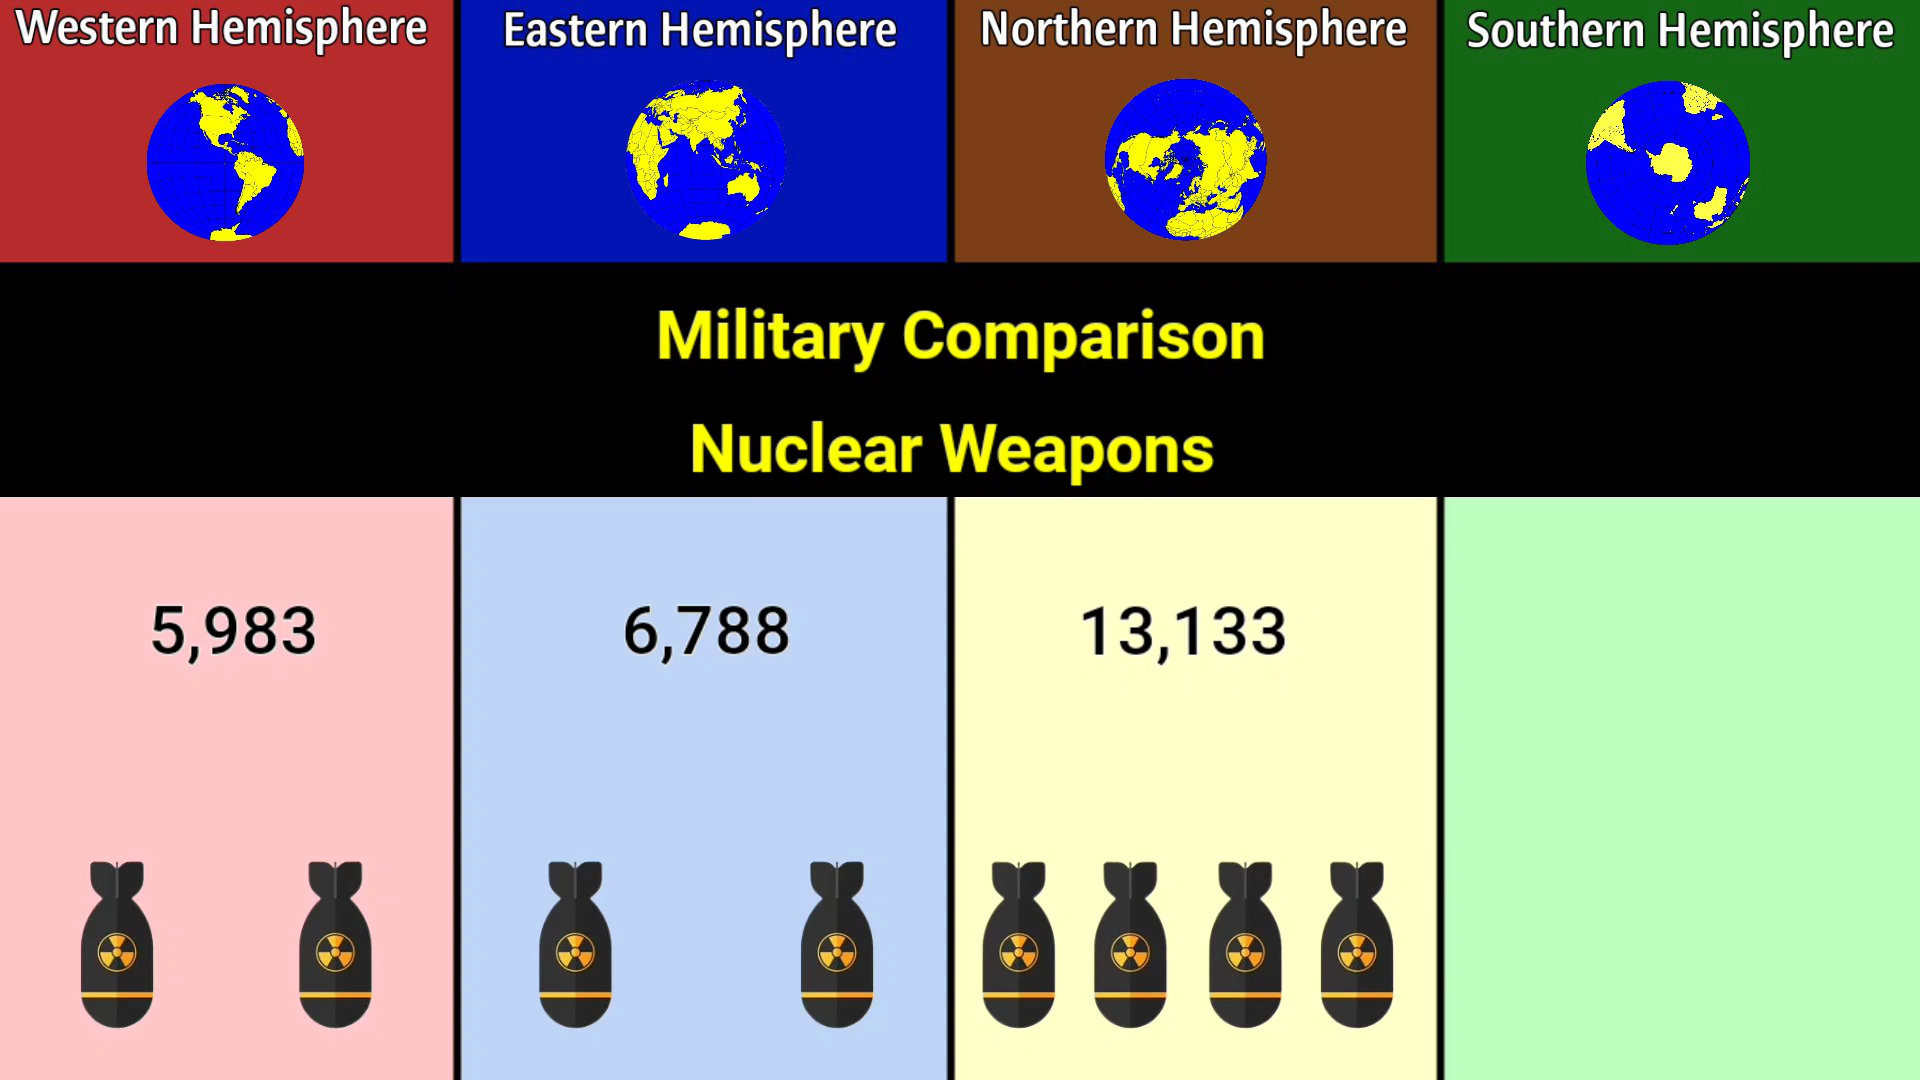 Western Hemisphere
Eastern Hemisphere
Northern Hemisphere
Southern Hemisphere
Military Comparison
Nuclear Weapons
5,983
6,788
13,133